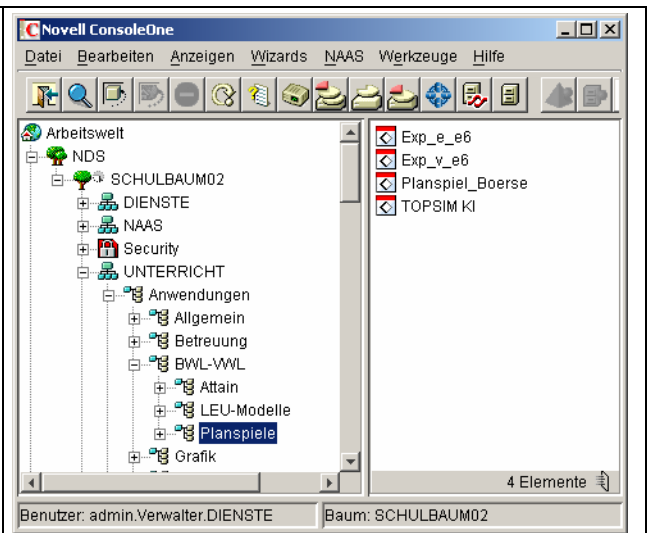 Novell ConsoleOne
Datei Bearbeiten Anzeigen Wizards NAAS Werkzeuge Hilfe
Arbeitswelt
NDS
SCHULBAUM02
DIENSTE
NAAS
Security
UNTERRICHT
Anwendungen
Allgemein
Betreuung
BWL-VWL
Attain
LEU-Modelle
Planspiele
Grafik
Exp_e_e6
Exp_v_e6
Planspiel_Boerse
TOPSIM KI
4 Elemente
Benutzer: admin.Verwalter.DIENSTE
Baum: SCHULBAUM02